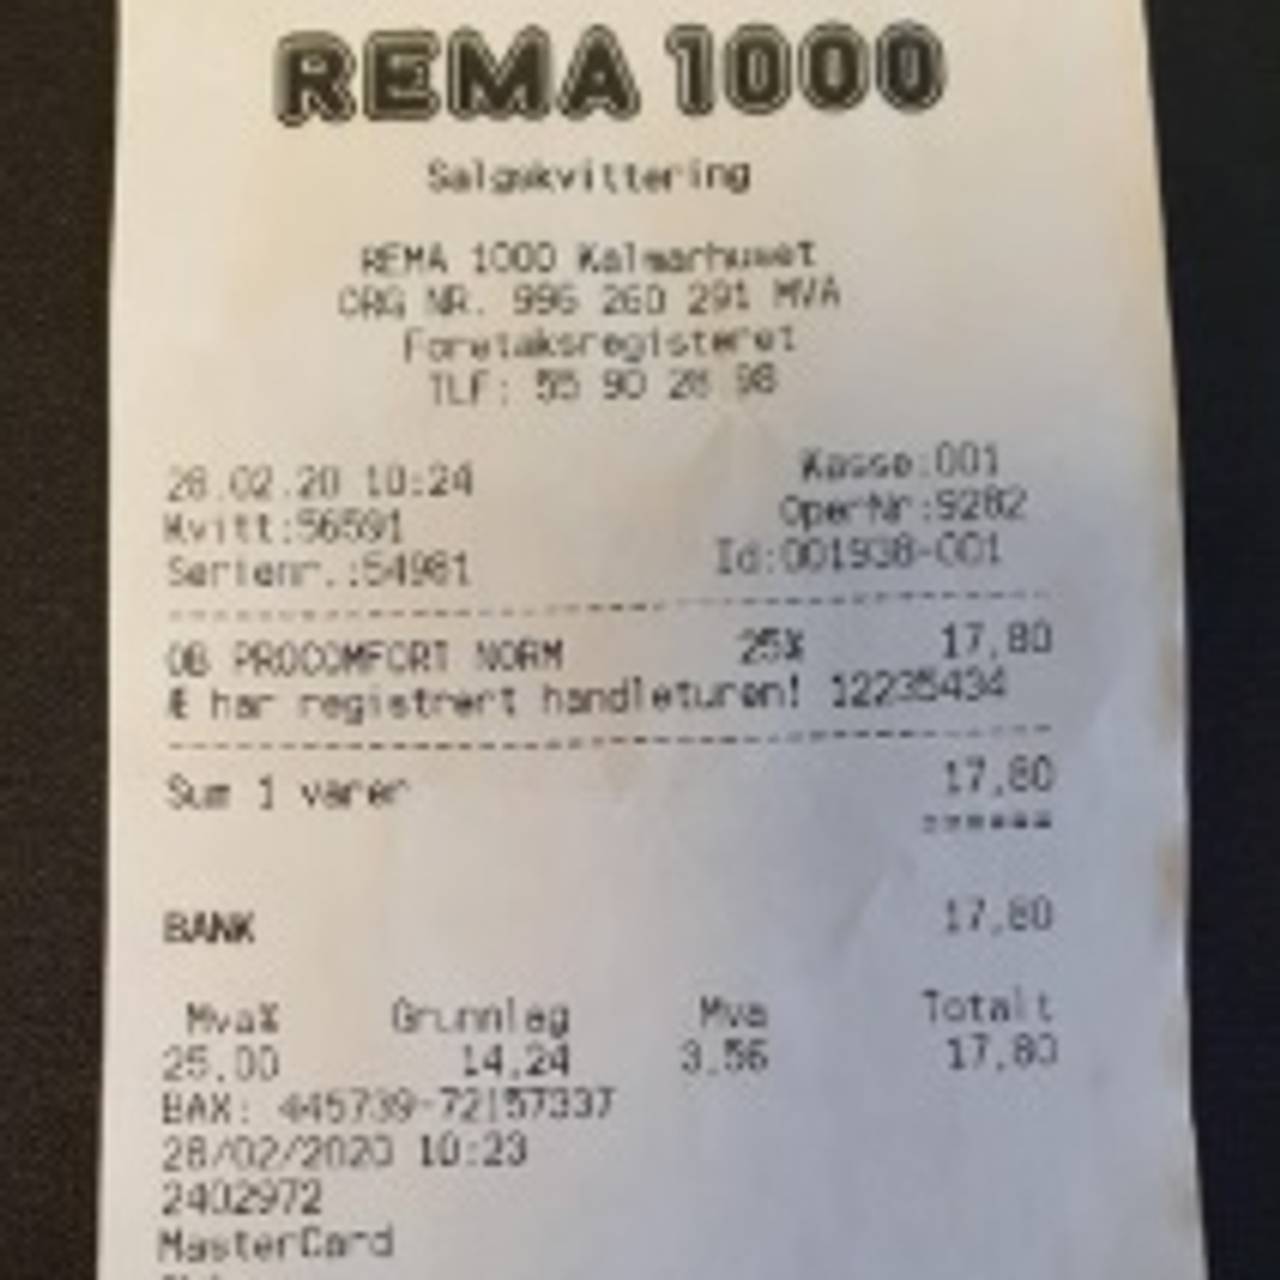 REMA 1000
Salgskvittering
REMA 1000 Kalmarhuset
ORG NR. 996 260 291 MVA
Foretaksregisteret
TLF: 55 90 28 98
28.02.20 10:24 Kasse:001
Kvitt:56591 OperNr:9282
Serienr.:54981 Id:001938-001
OB PROCOMFORT NORM 25% 17,80
Æ har registrert handleturen! 12235434
Sum 1 varer 17,80
======
BANK 17,80
Mva% Grunnlag Mva Totalt
25,00 14,24 3,56 17,80
BAX: 445739-72157337
28/02/2020 10:23
2402972
MasterCard